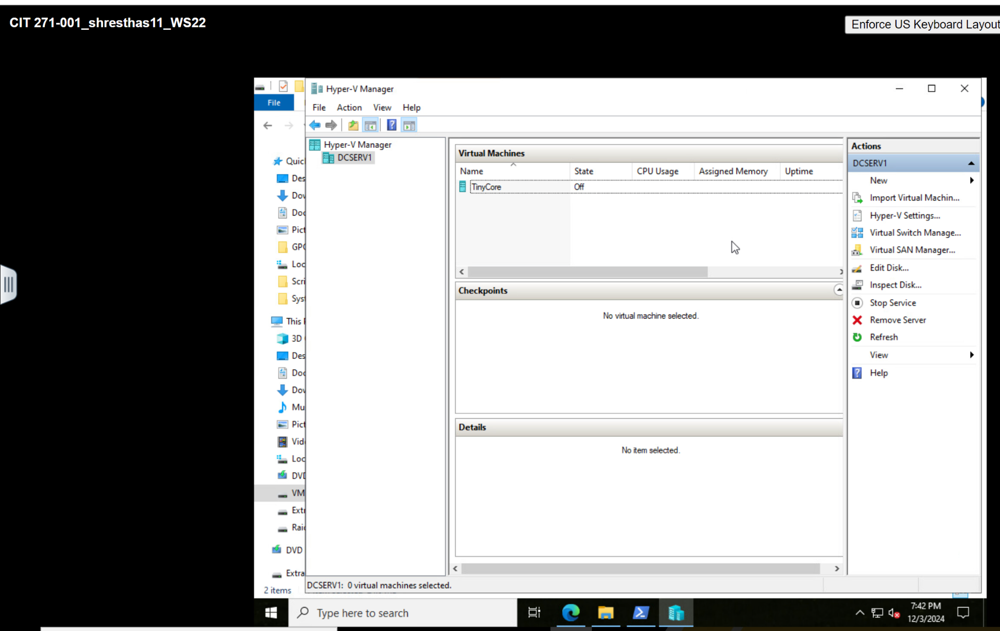 CIT 271-001_shresthas11_WS22
Enforce US Keyboard Layout
File
Hyper-V Manager
File Action View Help
Quic
Des
Dow
Doc
Pict
GPO
Loc
Scri
Syst
This P
3D
Des
Doc
Dow
Mu
Pict
Vid
Loc
DVD
VM
Extr
Raid
DVD
Extra
2 items
Hyper-V Manager
DCSERV1
Virtual Machines
Name State CPU Usage Assigned Memory Uptime
TinyCore Off
Checkpoints
No virtual machine selected.
Details
No item selected.
Actions
DCSERV1
New
Import Virtual Machin...
Hyper-V Settings...
Virtual Switch Manage...
Virtual SAN Manager...
Edit Disk...
Inspect Disk...
Stop Service
Remove Server
Refresh
View
Help
DCSERV1: 0 virtual machines selected.
Type here to search
7:42 PM
12/3/2024